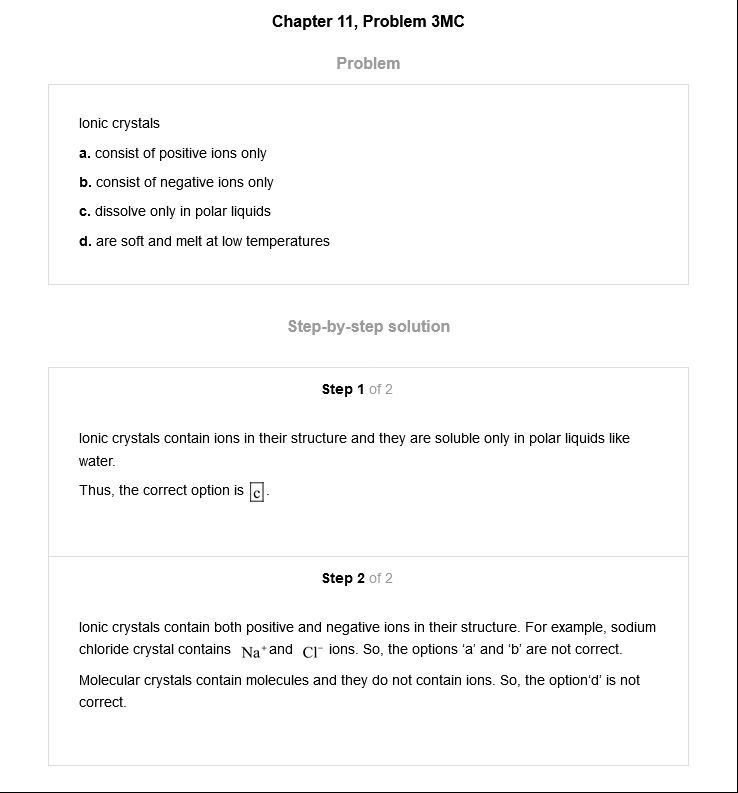 Chapter 11, Problem 3MC
Problem
Ionic crystals
a. consist of positive ions only
b. consist of negative ions only
c. dissolve only in polar liquids
d. are soft and melt at low temperatures
Step-by-step solution
Step 1 of 2
Ionic crystals contain ions in their structure and they are soluble only in polar liquids like
water.
Thus, the correct option is c.
Step 2 of 2
Ionic crystals contain both positive and negative ions in their structure. For example, sodium
chloride crystal contains Na⁺ and Cl⁻ ions. So, the options ‘a’ and ‘b’ are not correct.
Molecular crystals contain molecules and they do not contain ions. So, the option‘d’ is not
correct.